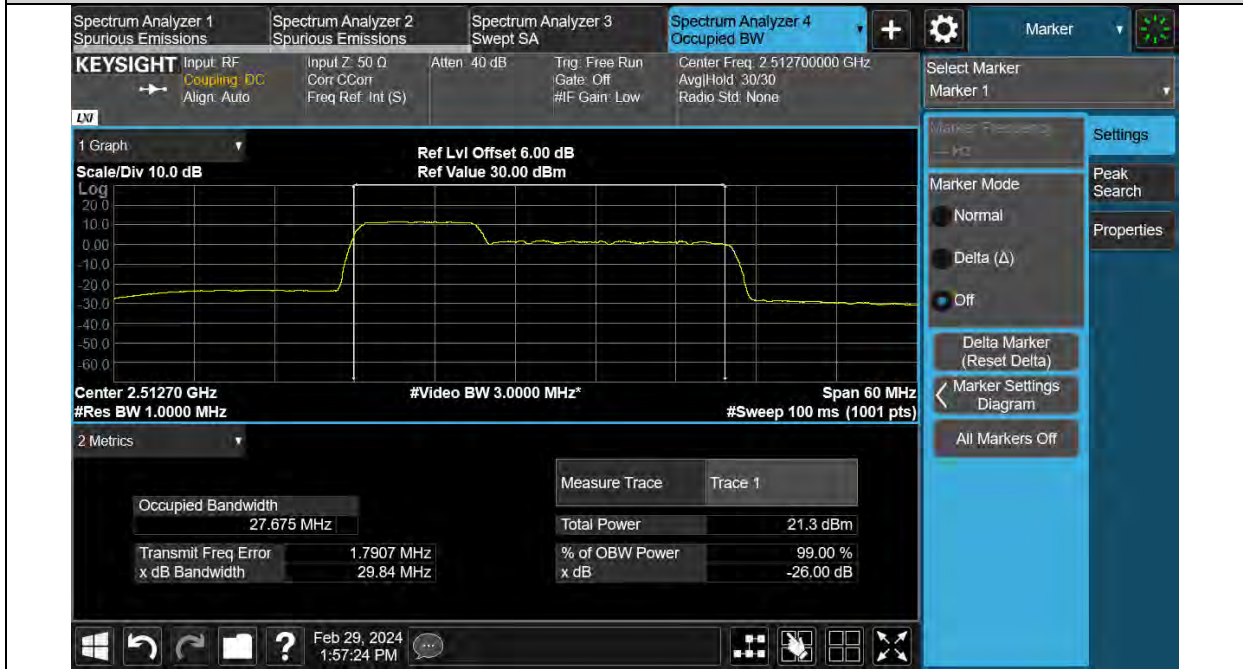 Spectrum Analyzer 1
Spurious Emissions
Spectrum Analyzer 2
Spurious Emissions
Spectrum Analyzer 3
Swept SA
Spectrum Analyzer 4
Occupied BW
Marker
KEYSIGHT
Input: RF
Coupling: DC
Align: Auto
Input Z: 50 Ω
Corr CCorr
Freq Ref: Int (S)
Atten: 40 dB
Trig: Free Run
Gate: Off
#IF Gain: Low
Center Freq: 2.512700000 GHz
Avg|Hold: 30/30
Radio Std: None
LXI
Select Marker
Marker 1
Marker Frequency
--- Hz
Settings
Marker Mode
Normal
Delta (Δ)
Off
Peak
Search
Properties
Delta Marker
(Reset Delta)
Marker Settings
Diagram
All Markers Off
1 Graph
Scale/Div 10.0 dB
Ref Lvl Offset 6.00 dB
Ref Value 30.00 dBm
Log
20.0
10.0
0.00
-10.0
-20.0
-30.0
-40.0
-50.0
-60.0
Center 2.51270 GHz
#Video BW 3.0000 MHz*
Span 60 MHz
#Res BW 1.0000 MHz
#Sweep 100 ms (1001 pts)
2 Metrics
Measure Trace
Trace 1
Occupied Bandwidth
27.675 MHz
Total Power
21.3 dBm
Transmit Freq Error
1.7907 MHz
% of OBW Power
99.00 %
x dB Bandwidth
29.84 MHz
x dB
-26.00 dB
?
Feb 29, 2024
1:57:24 PM